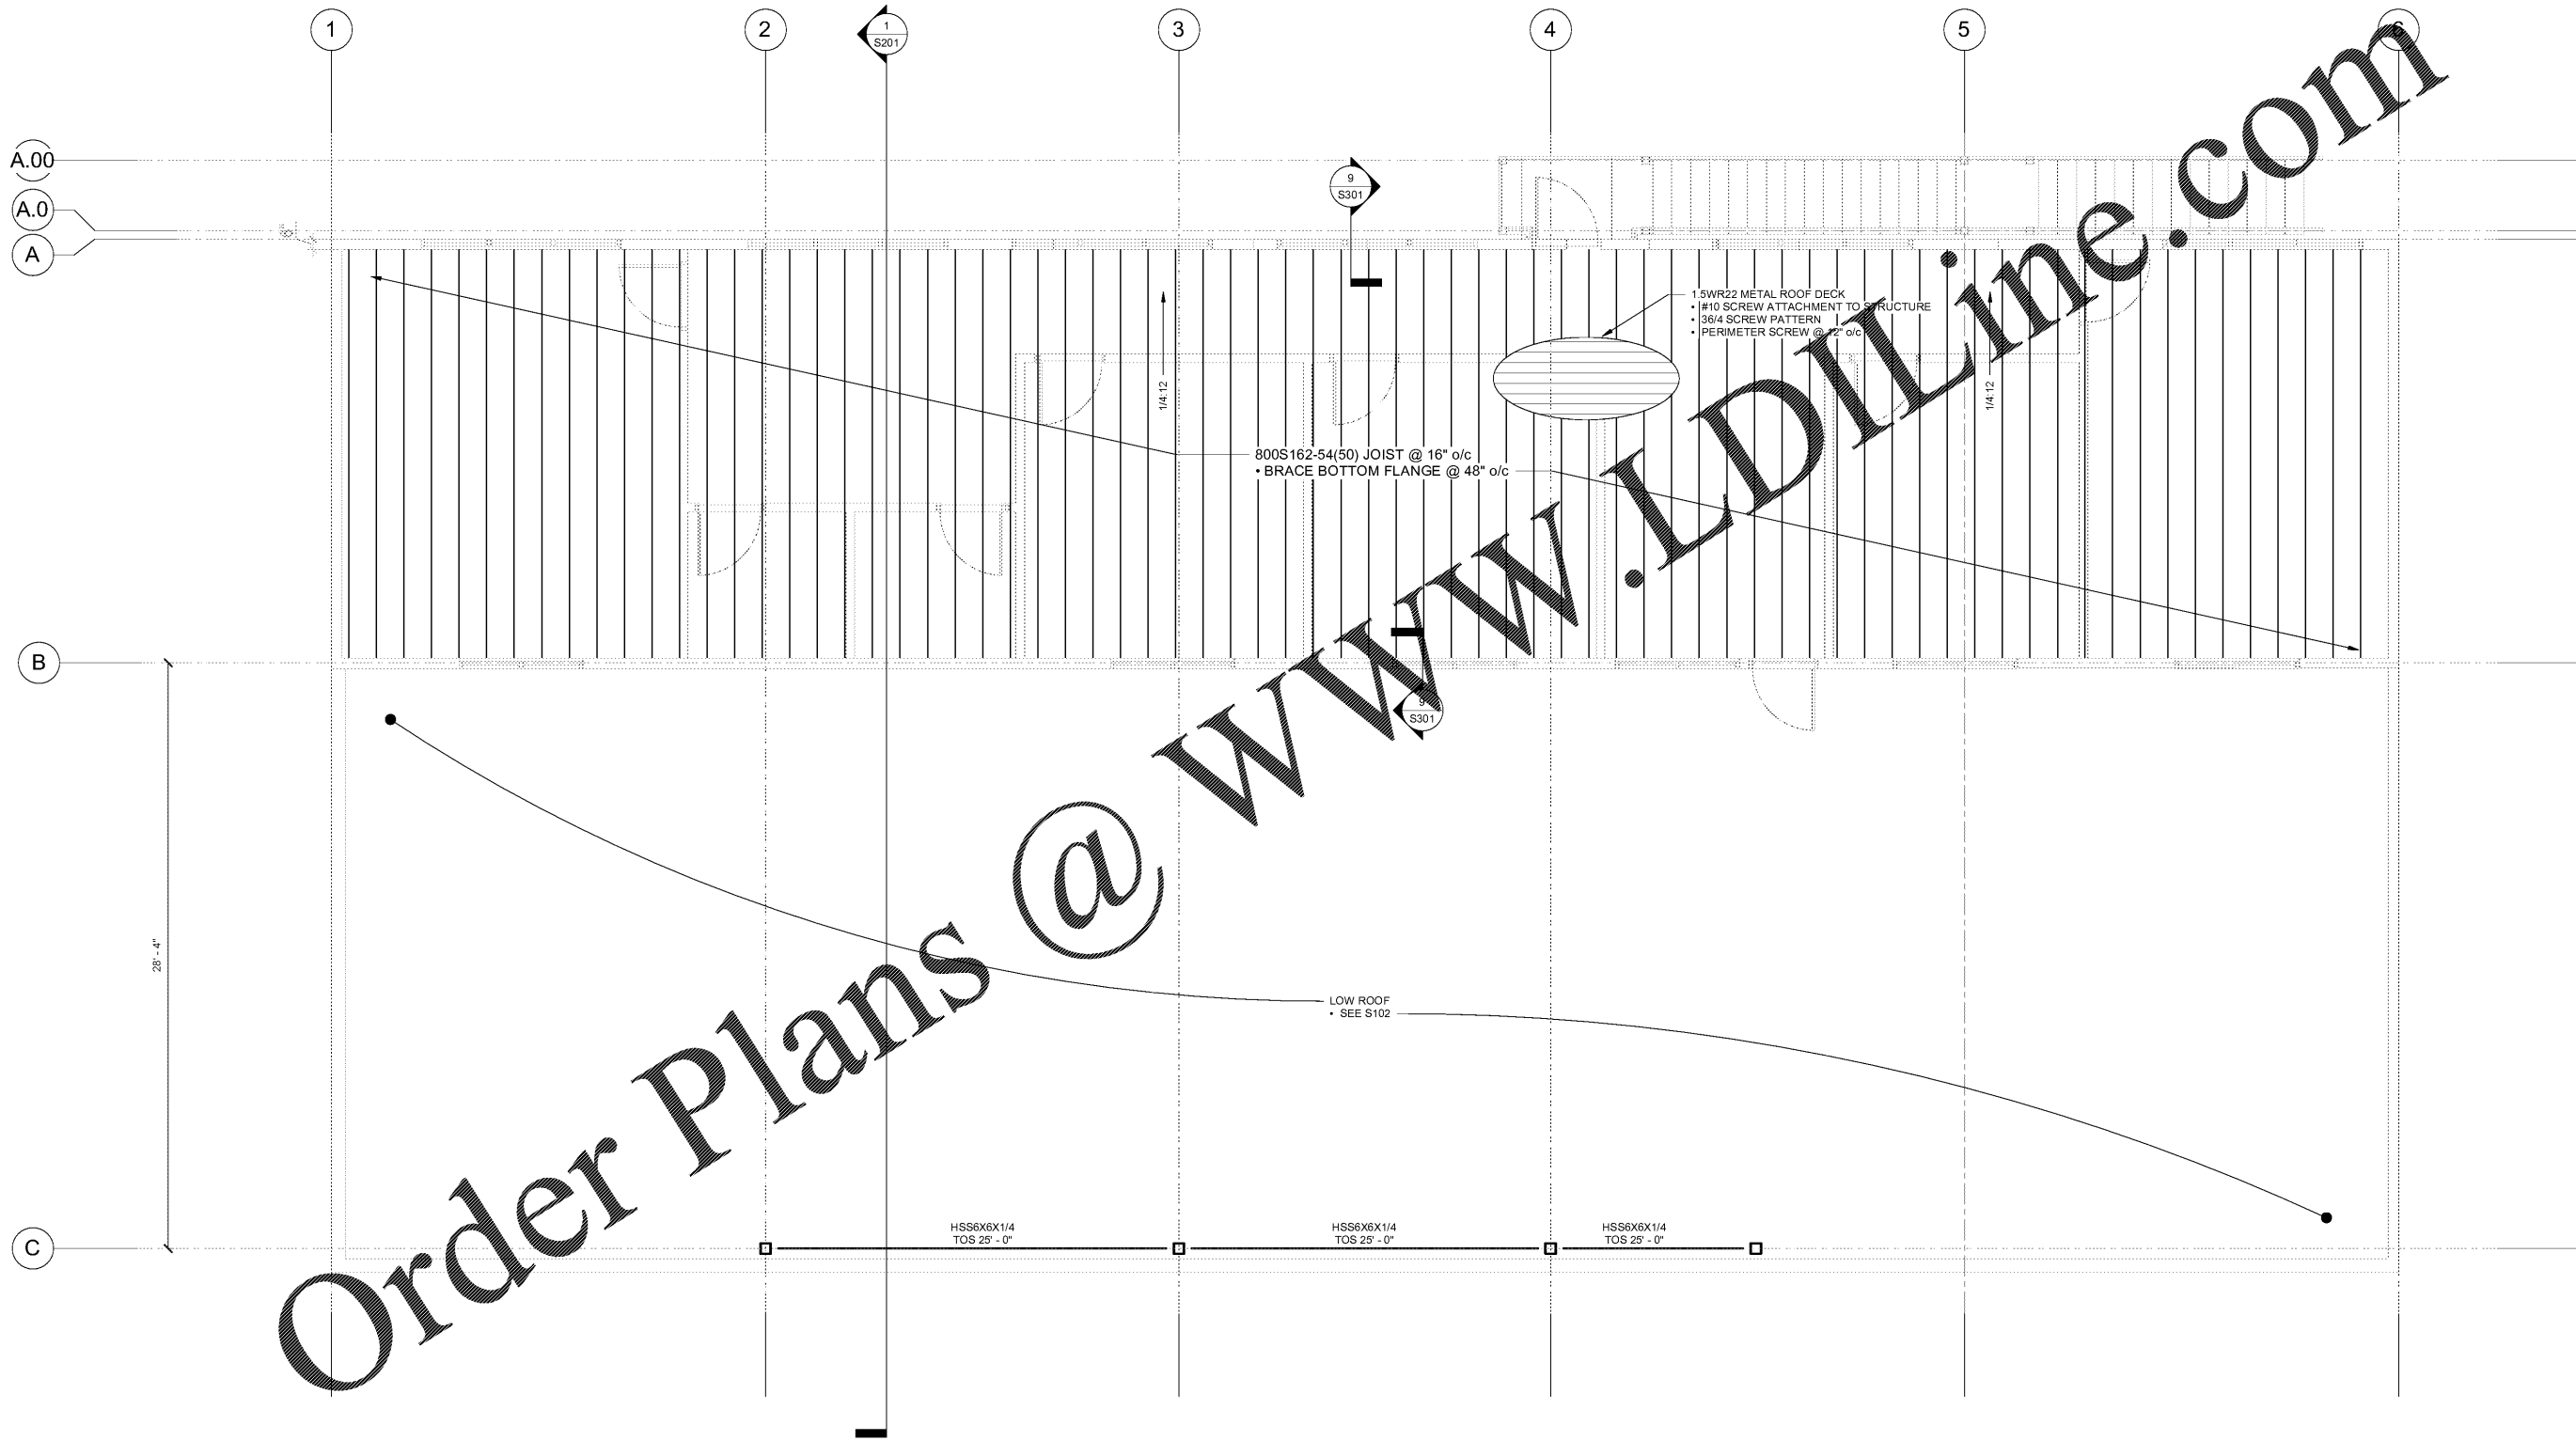 1
2
1
S201
3
4
5
6
A.00
A.0
A
9
S301
1.5WR22 METAL ROOF DECK
• #10 SCREW ATTACHMENT TO STRUCTURE
• 36/4 SCREW PATTERN
• PERIMETER SCREW @ 12" o/c
1/4:12
1/4:12
800S162-54(50) JOIST @ 16" o/c
• BRACE BOTTOM FLANGE @ 48" o/c
B
9
S301
28' - 4"
LOW ROOF
• SEE S102
HSS6X6X1/4
TOS 25' - 0"
HSS6X6X1/4
TOS 25' - 0"
HSS6X6X1/4
TOS 25' - 0"
C
Order Plans @ www.LDILine.com